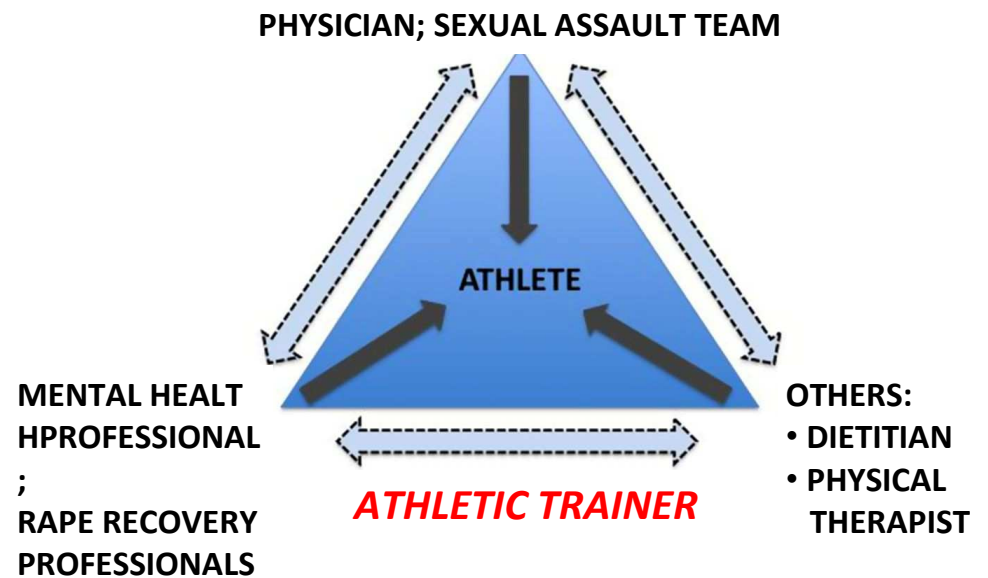 PHYSICIAN; SEXUAL ASSAULT TEAM
ATHLETE
MENTAL HEALT
HPROFESSIONAL
;
RAPE RECOVERY
PROFESSIONALS
ATHLETIC TRAINER
OTHERS:
• DIETITIAN
• PHYSICAL
THERAPIST